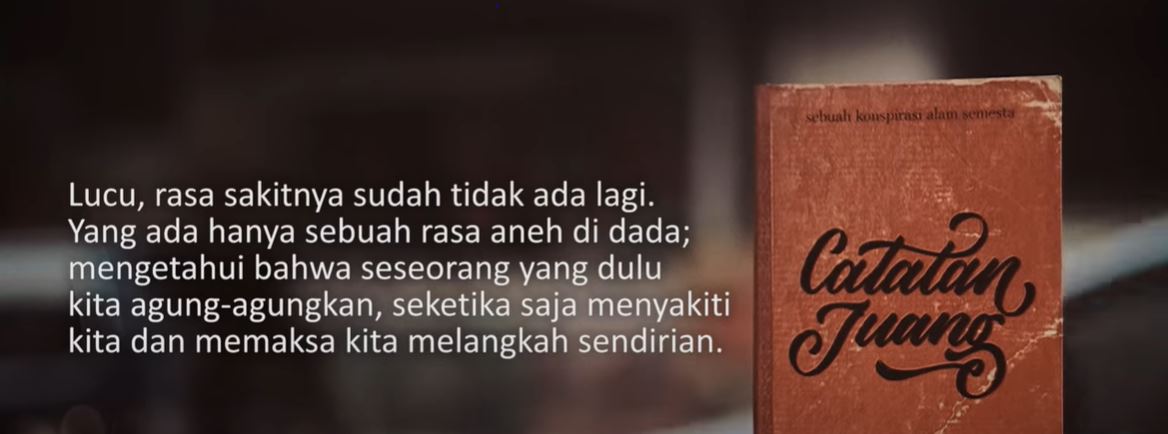 Lucu, rasa sakitnya sudah tidak ada lagi.
Yang ada hanya sebuah rasa aneh di dada;
mengetahui bahwa seseorang yang dulu
kita agung-agungkan, seketika saja menyakiti
kita dan memaksa kita melangkah sendirian.
sebuah konspirasi alam semesta
Catatan
Juang